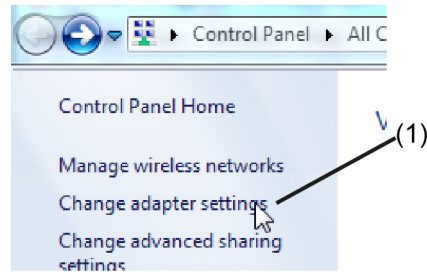 Control Panel ▸ All C
Control Panel Home
V
(1)
Manage wireless networks
Change adapter settings
Change advanced sharing
settings